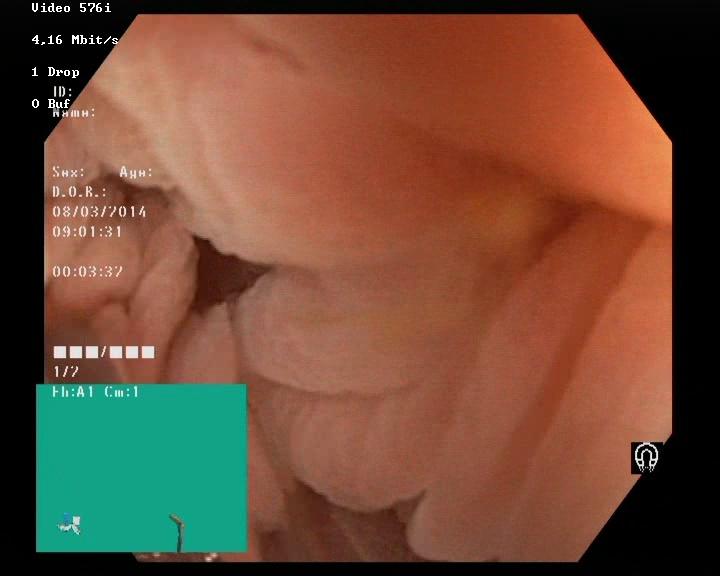 Video 576i
4,16 Mbit/s
1 Drop
ID:
0 Buf
Name:
Sex: Age:
D.O.R.:
08/03/2014
09:01:31
00:03:37
■■■/■■■
1/2
Eh:A1 Cm:1